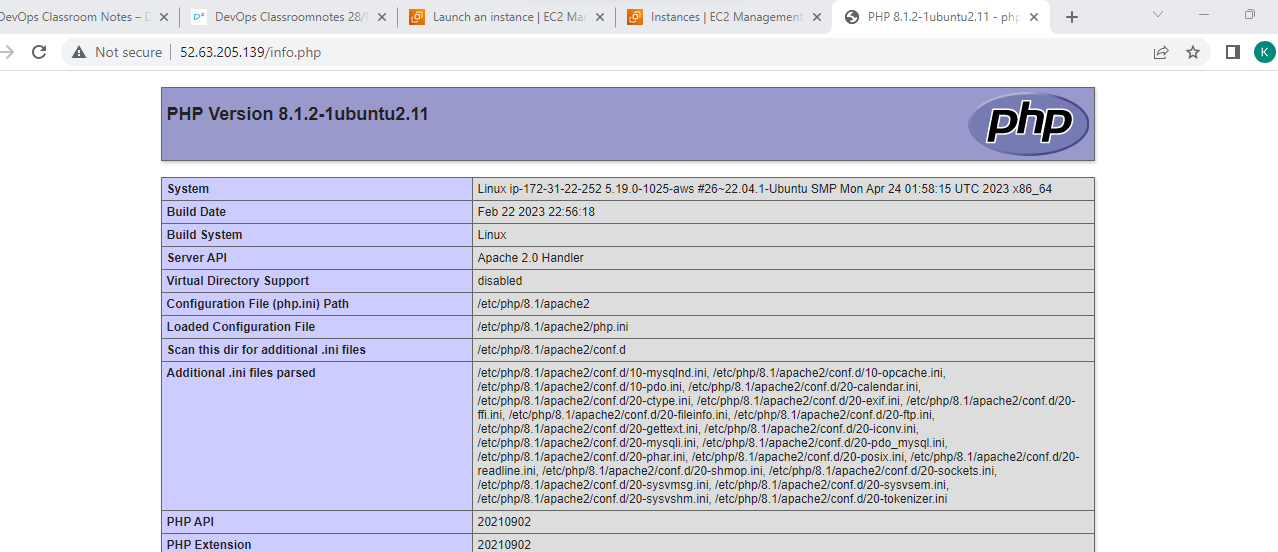 DevOps Classroom Notes – D
DevOps Classroomnotes 28/
Launch an instance | EC2 Mar
Instances | EC2 Management
PHP 8.1.2-1ubuntu2.11 - php
Not secure
52.63.205.139/info.php
K
PHP Version 8.1.2-1ubuntu2.11
php
System Linux ip-172-31-22-252 5.19.0-1025-aws #26~22.04.1-Ubuntu SMP Mon Apr 24 01:58:15 UTC 2023 x86_64
Build Date Feb 22 2023 22:56:18
Build System Linux
Server API Apache 2.0 Handler
Virtual Directory Support disabled
Configuration File (php.ini) Path /etc/php/8.1/apache2
Loaded Configuration File /etc/php/8.1/apache2/php.ini
Scan this dir for additional .ini files /etc/php/8.1/apache2/conf.d
Additional .ini files parsed /etc/php/8.1/apache2/conf.d/10-mysqlnd.ini, /etc/php/8.1/apache2/conf.d/10-opcache.ini,
/etc/php/8.1/apache2/conf.d/10-pdo.ini, /etc/php/8.1/apache2/conf.d/20-calendar.ini,
/etc/php/8.1/apache2/conf.d/20-ctype.ini, /etc/php/8.1/apache2/conf.d/20-exif.ini, /etc/php/8.1/apache2/conf.d/20-
ffi.ini, /etc/php/8.1/apache2/conf.d/20-fileinfo.ini, /etc/php/8.1/apache2/conf.d/20-ftp.ini,
/etc/php/8.1/apache2/conf.d/20-gettext.ini, /etc/php/8.1/apache2/conf.d/20-iconv.ini,
/etc/php/8.1/apache2/conf.d/20-mysqli.ini, /etc/php/8.1/apache2/conf.d/20-pdo_mysql.ini,
/etc/php/8.1/apache2/conf.d/20-phar.ini, /etc/php/8.1/apache2/conf.d/20-posix.ini, /etc/php/8.1/apache2/conf.d/20-
readline.ini, /etc/php/8.1/apache2/conf.d/20-shmop.ini, /etc/php/8.1/apache2/conf.d/20-sockets.ini,
/etc/php/8.1/apache2/conf.d/20-sysvmsg.ini, /etc/php/8.1/apache2/conf.d/20-sysvsem.ini,
/etc/php/8.1/apache2/conf.d/20-sysvshm.ini, /etc/php/8.1/apache2/conf.d/20-tokenizer.ini
PHP API 20210902
PHP Extension 20210902